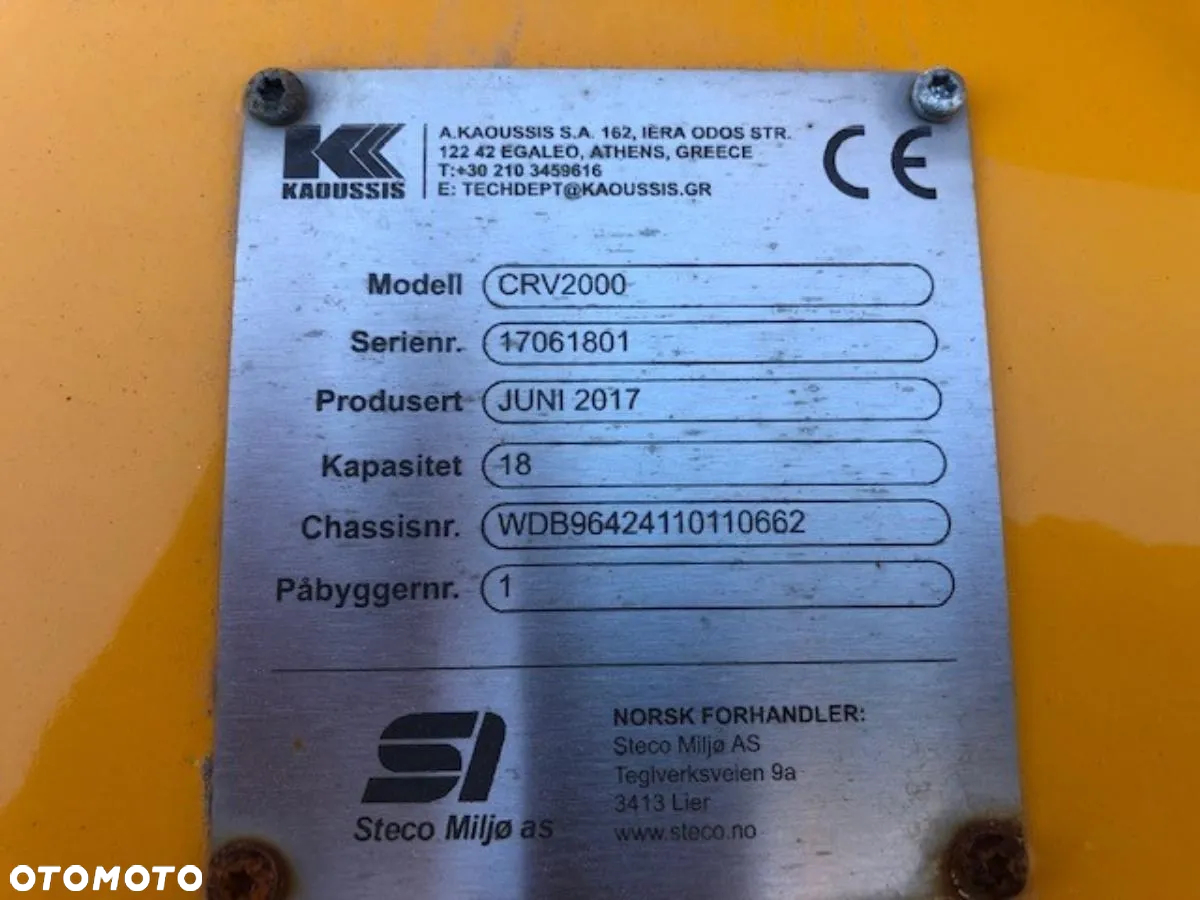 KAOUSSIS
A.KAOUSSIS S.A. 162, IERA ODOS STR.
122 42 EGALEO, ATHENS, GREECE
T:+30 210 3459616
E: TECHDEPT@KAOUSSIS.GR
CE
Modell CRV2000
Serienr. 17061801
Produsert JUNI 2017
Kapasitet 18
Chassisnr. WDB96424110110662
Påbyggernr. 1
Steco Miljø as
NORSK FORHANDLER:
Steco Miljø AS
Teglverksveien 9a
3413 Lier
www.steco.no
OTOMOTO